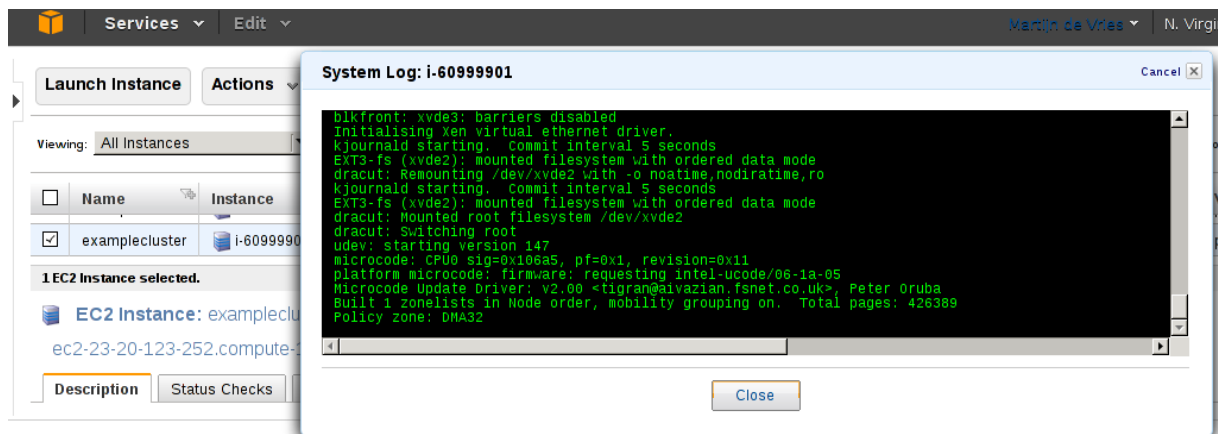 Services Edit Martijn de Vries N. Virgi
Launch Instance Actions
System Log: i-60999901 Cancel
Viewing: All Instances
Name Instance
examplecluster i-6099990
1 EC2 Instance selected.
EC2 Instance: exampleclu
ec2-23-20-123-252.compute-1
Description Status Checks
blkfront: xvde3: barriers disabled
Initialising Xen virtual ethernet driver.
kjournald starting.  Commit interval 5 seconds
EXT3-fs (xvde2): mounted filesystem with ordered data mode
dracut: Remounting /dev/xvde2 with -o noatime,nodiratime,ro
kjournald starting.  Commit interval 5 seconds
EXT3-fs (xvde2): mounted filesystem with ordered data mode
dracut: Mounted root filesystem /dev/xvde2
dracut: Switching root
udev: starting version 147
microcode: CPU0 sig=0x106a5, pf=0x1, revision=0x11
platform microcode: firmware: requesting intel-ucode/06-1a-05
Microcode Update Driver: v2.00 <tigran@aivazian.fsnet.co.uk>, Peter Oruba
Built 1 zonelists in Node order, mobility grouping on.  Total pages: 426389
Policy zone: DMA32
Close